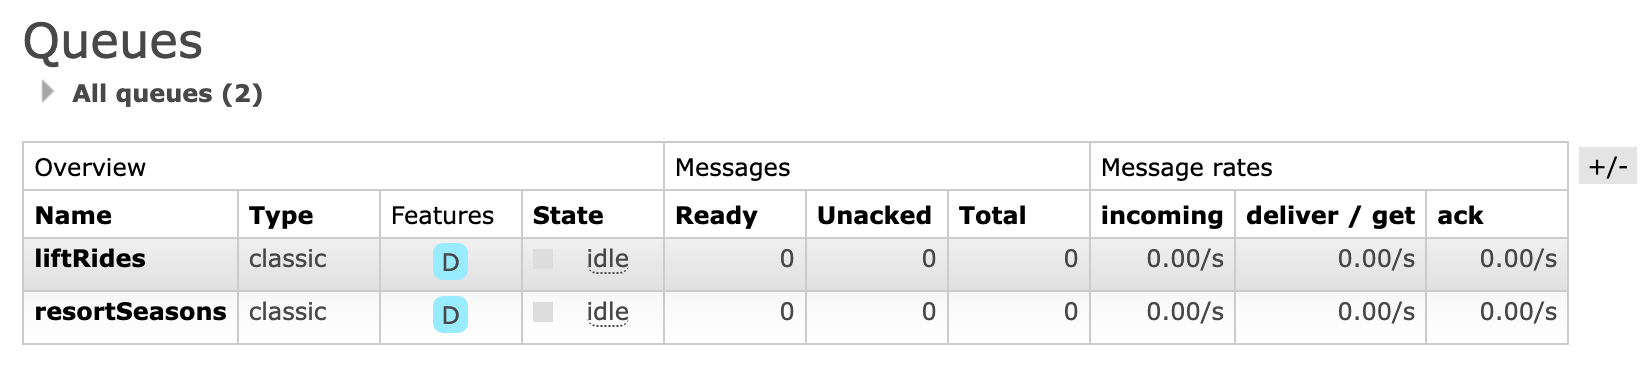 Queues
All queues (2)
Overview Messages Message rates +/-
Name Type Features State Ready Unacked Total incoming deliver / get ack
liftRides classic D idle 0 0 0 0.00/s 0.00/s 0.00/s
resortSeasons classic D idle 0 0 0 0.00/s 0.00/s 0.00/s